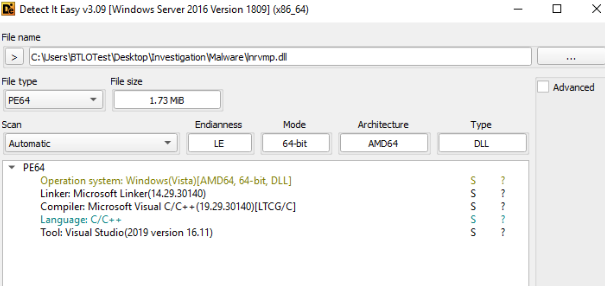 Detect It Easy v3.09 [Windows Server 2016 Version 1809] (x86_64)
File name
> C:\Users\BTLOTest\Desktop\Investigation\Malware\lnrvmp.dll ...
File type File size
PE64 1.73 MiB Advanced
Scan Endianness Mode Architecture Type
Automatic LE 64-bit AMD64 DLL
PE64
Operation system: Windows(Vista)[AMD64, 64-bit, DLL] S ?
Linker: Microsoft Linker(14.29.30140) S ?
Compiler: Microsoft Visual C/C++(19.29.30140)[LTCG/C] S ?
Language: C/C++ S ?
Tool: Visual Studio(2019 version 16.11) S ?